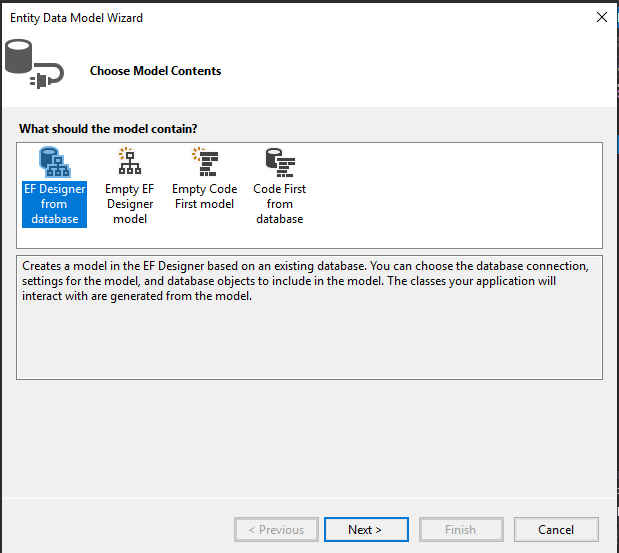 Entity Data Model Wizard
Choose Model Contents
What should the model contain?
EF Designer
from
database
Empty EF
Designer
model
Empty Code
First model
Code First
from
database
Creates a model in the EF Designer based on an existing database. You can choose the database connection,
settings for the model, and database objects to include in the model. The classes your application will
interact with are generated from the model.
< Previous
Next >
Finish
Cancel